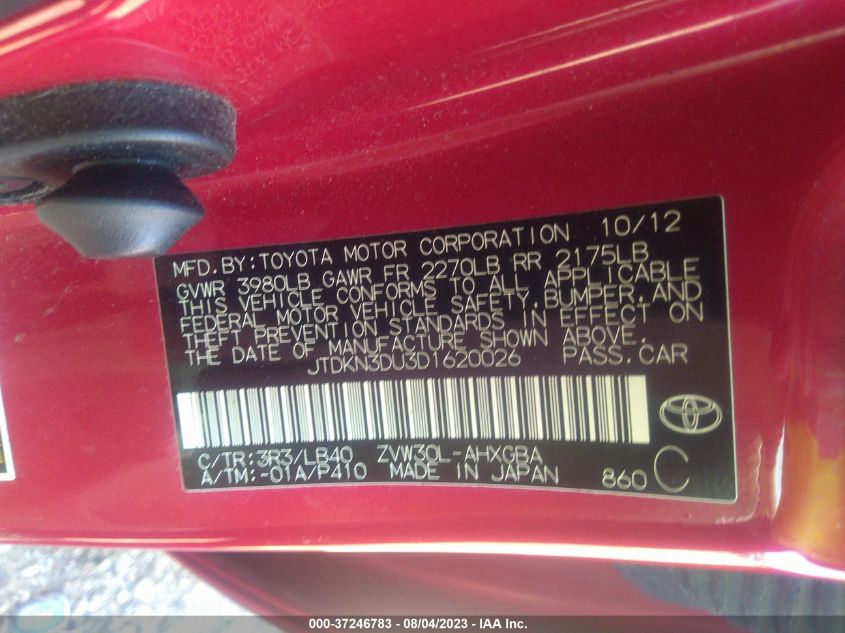 MFD. BY: TOYOTA MOTOR CORPORATION 10/12
GVWR 3980LB GAWR FR 2270LB RR 2175LB
THIS VEHICLE CONFORMS TO ALL APPLICABLE
FEDERAL MOTOR VEHICLE SAFETY, BUMPER, AND
THEFT PREVENTION STANDARDS IN EFFECT ON
THE DATE OF MANUFACTURE SHOWN ABOVE.
JTDKN3DU3D1620026 PASS. CAR
C/TR: 3R3/LB40 ZVW30L-AHXGBA
A/TM: -01A/P410 MADE IN JAPAN 860 C
000-37246783 - 08/04/2023 - IAA Inc.